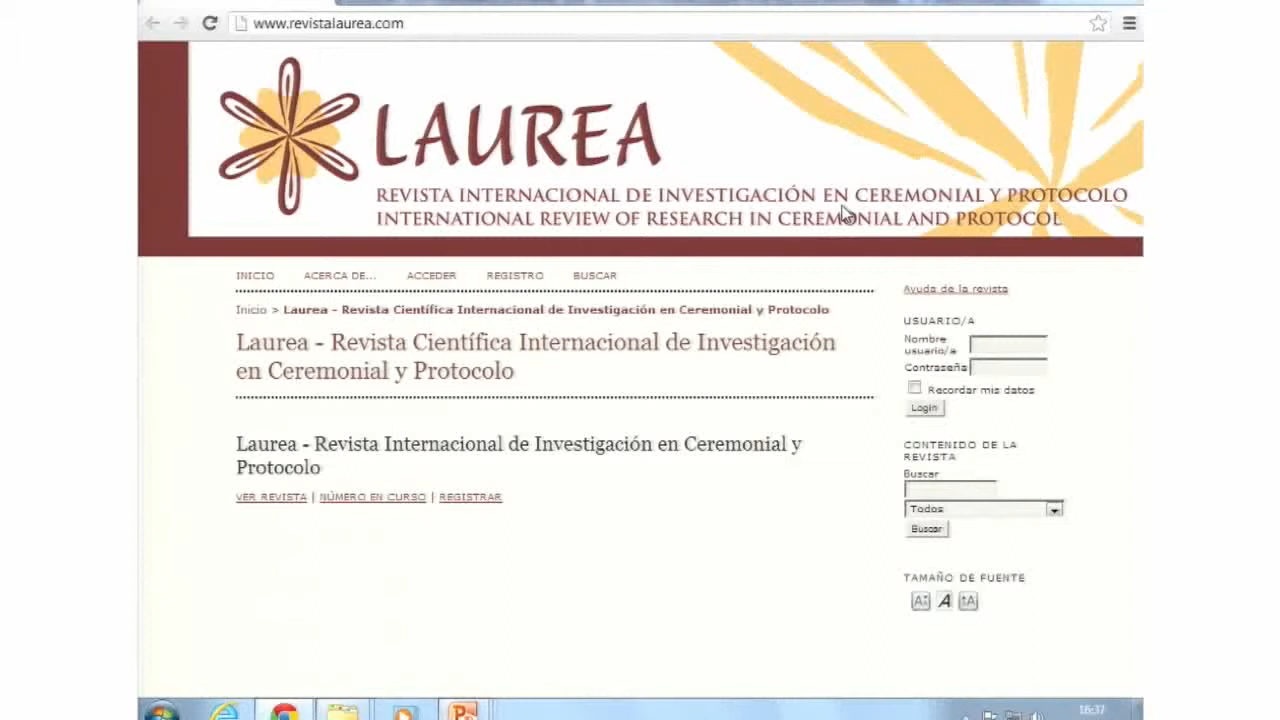 www.revistalaurea.com
LAUREA
REVISTA INTERNACIONAL DE INVESTIGACIÓN EN CEREMONIAL Y PROTOCOLO
INTERNATIONAL REVIEW OF RESEARCH IN CEREMONIAL AND PROTOCOL
INICIO ACERCA DE... ACCEDER REGISTRO BUSCAR
Inicio > Laurea - Revista Científica Internacional de Investigación en Ceremonial y Protocolo
Laurea - Revista Científica Internacional de Investigación
en Ceremonial y Protocolo
Laurea - Revista Internacional de Investigación en Ceremonial y
Protocolo
VER REVISTA | NÚMERO EN CURSO | REGISTRAR
Ayuda de la revista
USUARIO/A
Nombre
usuario/a
Contraseña
Recordar mis datos
Login
CONTENIDO DE LA
REVISTA
Buscar
Todos
Buscar
TAMAÑO DE FUENTE
A A A
16:37